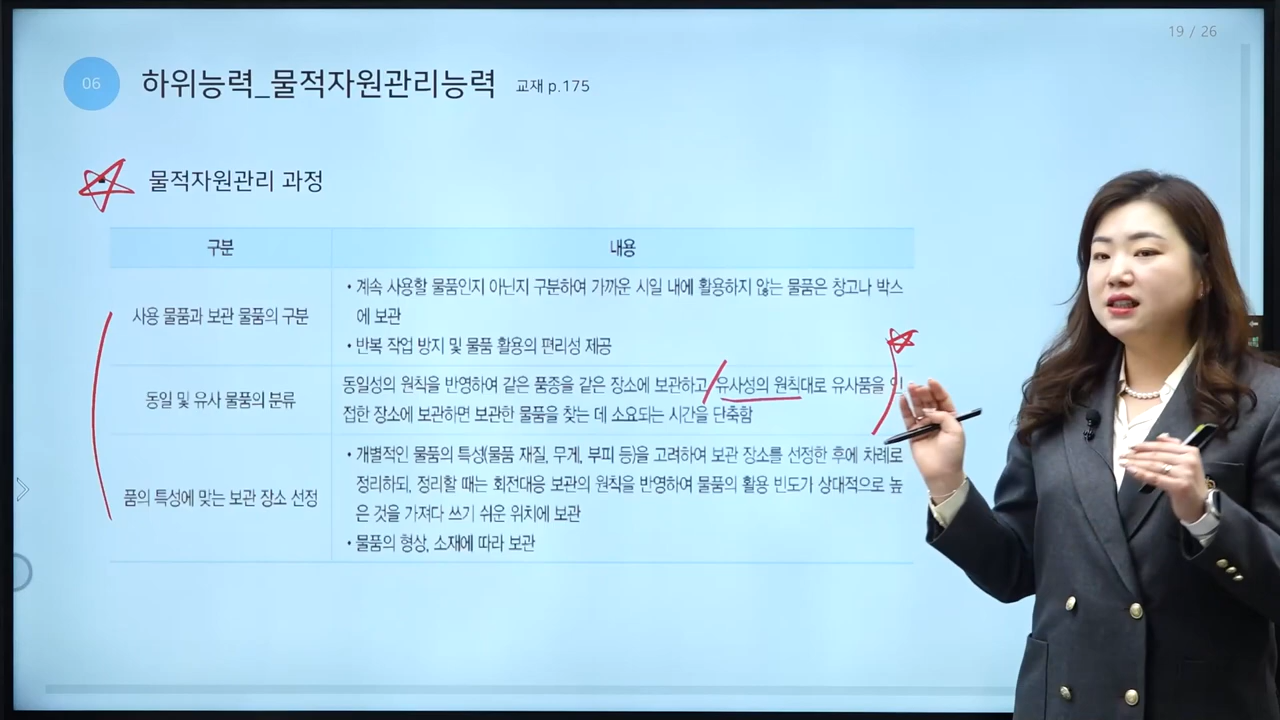 19 / 26
06 하위능력_물적자원관리능력 교재 p.175
물적자원관리 과정
구분 내용
사용 물품과 보관 물품의 구분
• 계속 사용할 물품인지 아닌지 구분하여 가까운 시일 내에 활용하지 않는 물품은 창고나 박스
에 보관
• 반복 작업 방지 및 물품 활용의 편리성 제공
동일 및 유사 물품의 분류
동일성의 원칙을 반영하여 같은 품종을 같은 장소에 보관하고, 유사성의 원칙대로 유사품을 인
접한 장소에 보관하면 보관한 물품을 찾는 데 소요되는 시간을 단축함
품의 특성에 맞는 보관 장소 선정
• 개별적인 물품의 특성(물품 재질, 무게, 부피 등)을 고려하여 보관 장소를 선정한 후에 차례로
정리하되, 정리할 때는 회전대응 보관의 원칙을 반영하여 물품의 활용 빈도가 상대적으로 높
은 것을 가져다 쓰기 쉬운 위치에 보관
• 물품의 형상, 소재에 따라 보관